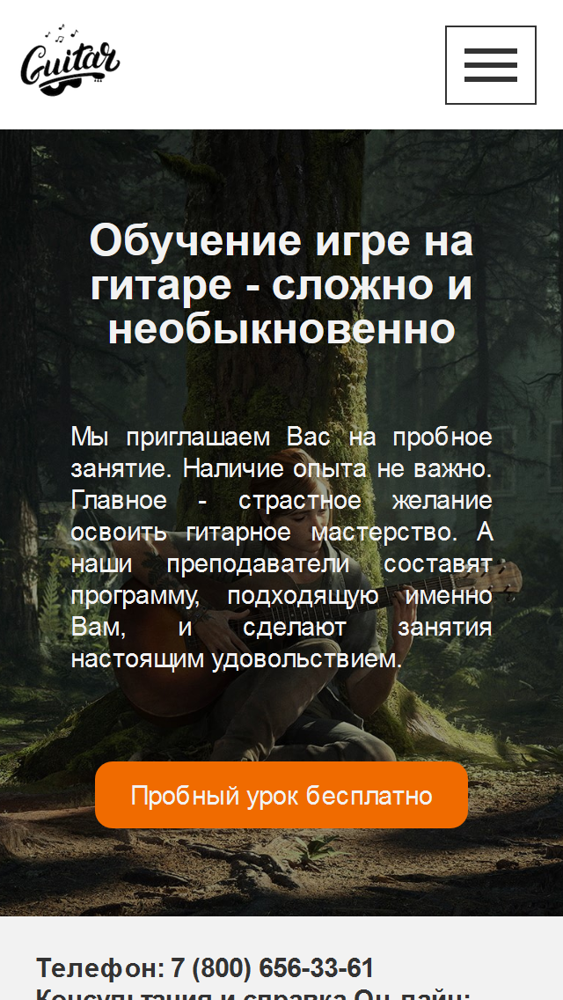 Guitar
Обучение игре на
гитаре - сложно и
необыкновенно
Мы приглашаем Вас на пробное
занятие. Наличие опыта не важно.
Главное - страстное желание
освоить гитарное мастерство. А
наши преподаватели составят
программу, подходящую именно
Вам, и сделают занятия
настоящим удовольствием.
Пробный урок бесплатно
Телефон: 7 (800) 656-33-61
Консультация и справка Он-лайн: